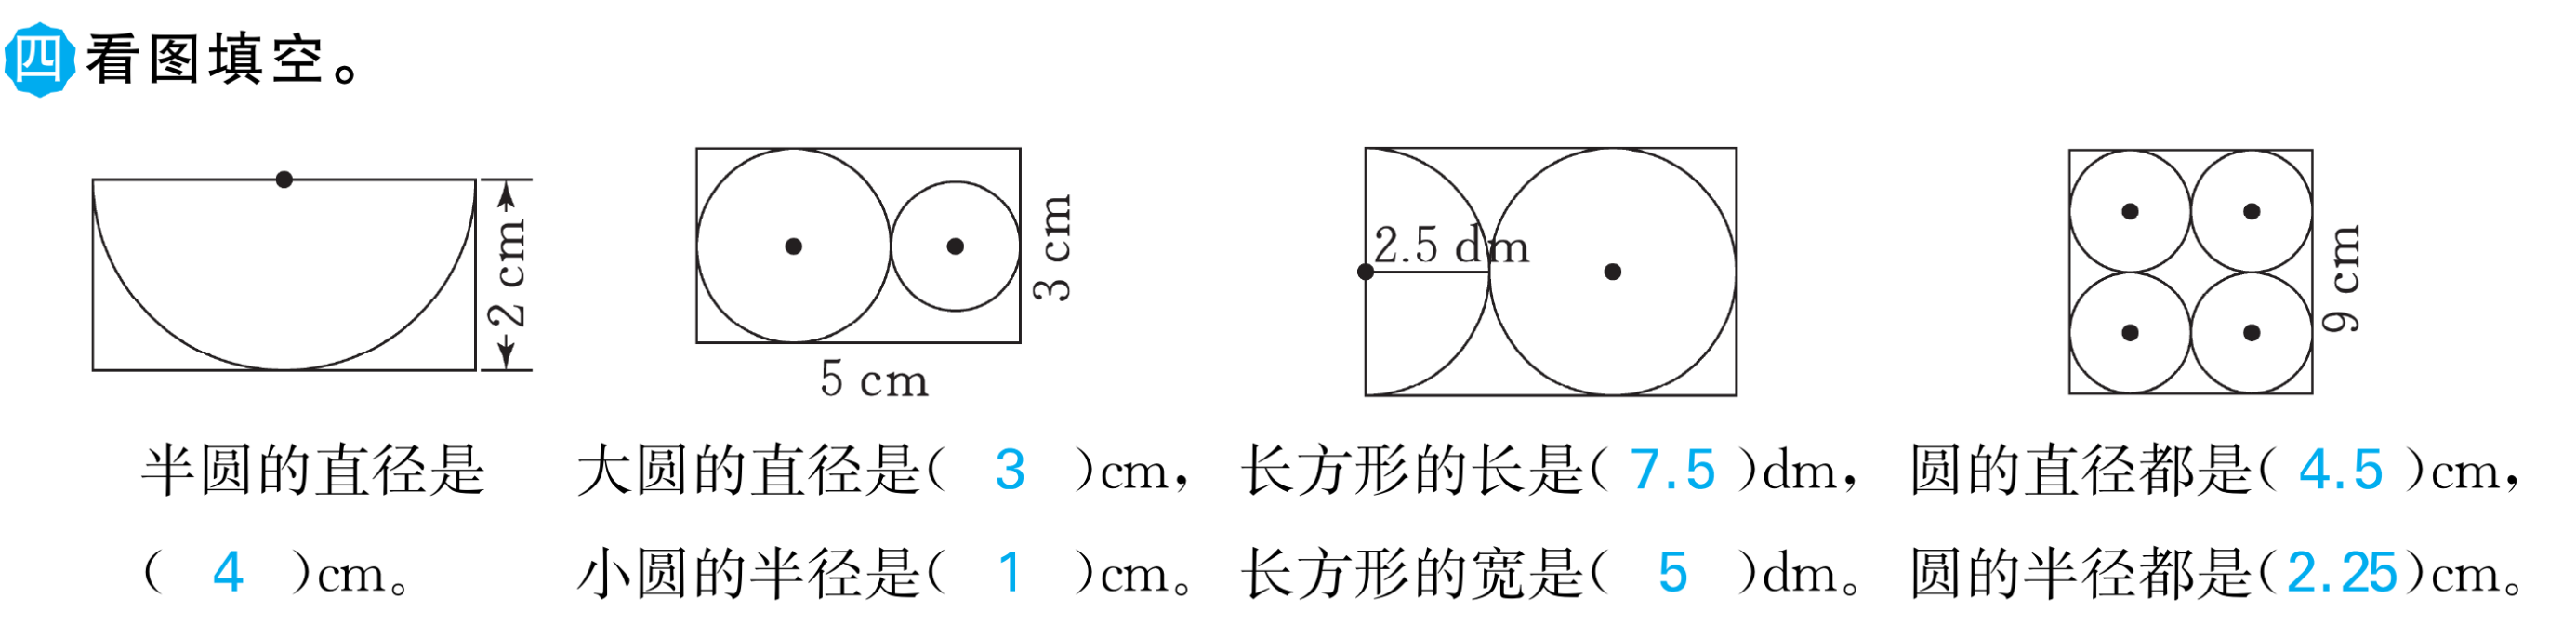 四 看图填空。
2 cm
5 cm
3 cm
2.5 dm
9 cm
半圆的直径是
( 4 )cm。
大圆的直径是( 3 )cm，
小圆的半径是( 1 )cm。
长方形的长是( 7.5 )dm，
长方形的宽是( 5 )dm。
圆的直径都是( 4.5 )cm，
圆的半径都是(2.25)cm。